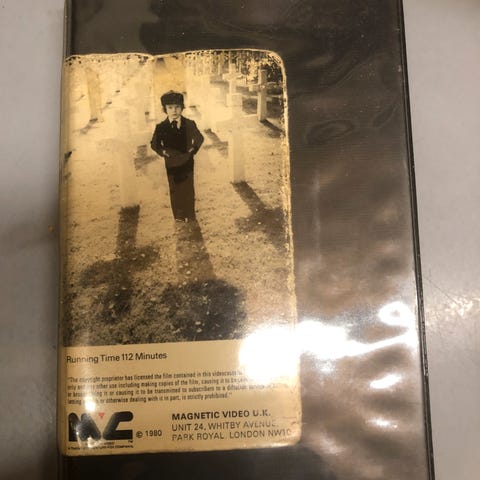 Running Time 112 Minutes
"The copyright proprietor has licensed the film contained in this videocassette
only and any other use including making copies of the film, causing it to be
or broadcasting it or causing it to be transmitted to subscribers to a diffusion
or otherwise dealing with it in part, is strictly prohibited."
MVC
© 1980
MAGNETIC VIDEO U.K.
UNIT 24, WHITBY AVENUE,
PARK ROYAL, LONDON NW10